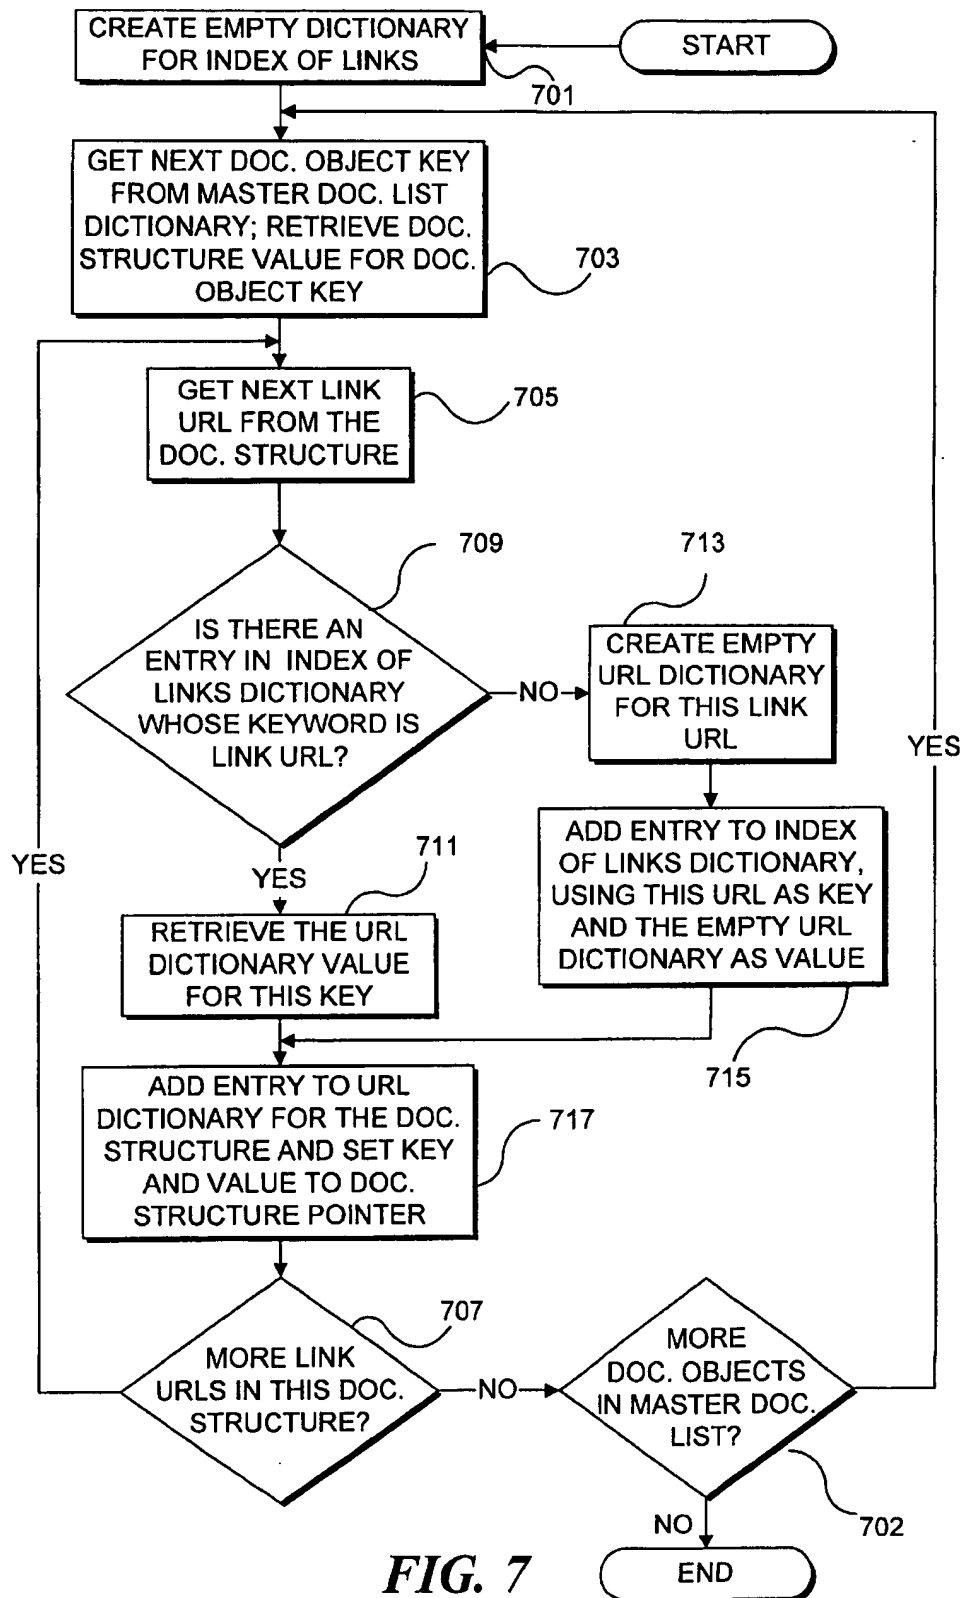 CREATE EMPTY DICTIONARY
FOR INDEX OF LINKS
START
701
GET NEXT DOC. OBJECT KEY
FROM MASTER DOC. LIST
DICTIONARY; RETRIEVE DOC.
STRUCTURE VALUE FOR DOC.
OBJECT KEY
703
GET NEXT LINK
URL FROM THE
DOC. STRUCTURE
705
709
IS THERE AN
ENTRY IN INDEX OF
LINKS DICTIONARY
WHOSE KEYWORD IS
LINK URL?
NO
713
CREATE EMPTY
URL DICTIONARY
FOR THIS LINK
URL
YES
YES
YES
711
RETRIEVE THE URL
DICTIONARY VALUE
FOR THIS KEY
ADD ENTRY TO INDEX
OF LINKS DICTIONARY,
USING THIS URL AS KEY
AND THE EMPTY URL
DICTIONARY AS VALUE
715
ADD ENTRY TO URL
DICTIONARY FOR THE DOC.
STRUCTURE AND SET KEY
AND VALUE TO DOC.
STRUCTURE POINTER
717
707
MORE LINK
URLS IN THIS DOC.
STRUCTURE?
NO
MORE
DOC. OBJECTS
IN MASTER DOC.
LIST?
702
NO
END
FIG. 7